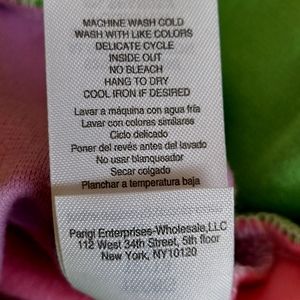 MACHINE WASH COLD
WASH WITH LIKE COLORS
DELICATE CYCLE
INSIDE OUT
NO BLEACH
HANG TO DRY
COOL IRON IF DESIRED
Lavar a máquina con agua fría
Lavar con colores similares
Ciclo delicado
Poner del revés antes del lavado
No usar blanqueador
Secar colgado
Planchar a temperatura baja
Enterprises-Wholesale,LLC
112 West 34th Street, 5th floor
New York, NY10120